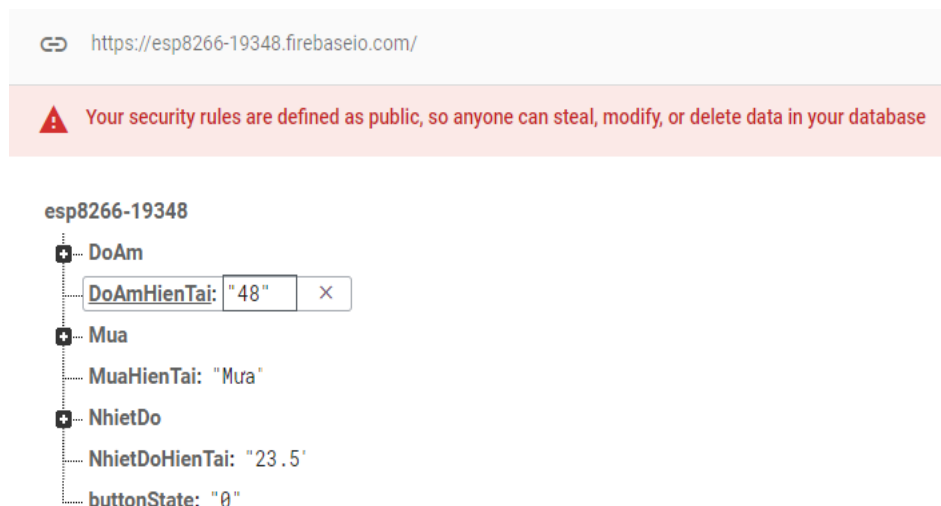 https://esp8266-19348.firebaseio.com/
Your security rules are defined as public, so anyone can steal, modify, or delete data in your database
esp8266-19348
DoAm
DoAmHienTai: "48"
Mua
MuaHienTai: "Mưa"
NhietDo
NhietDoHienTai: "23.5'
buttonState: "0"